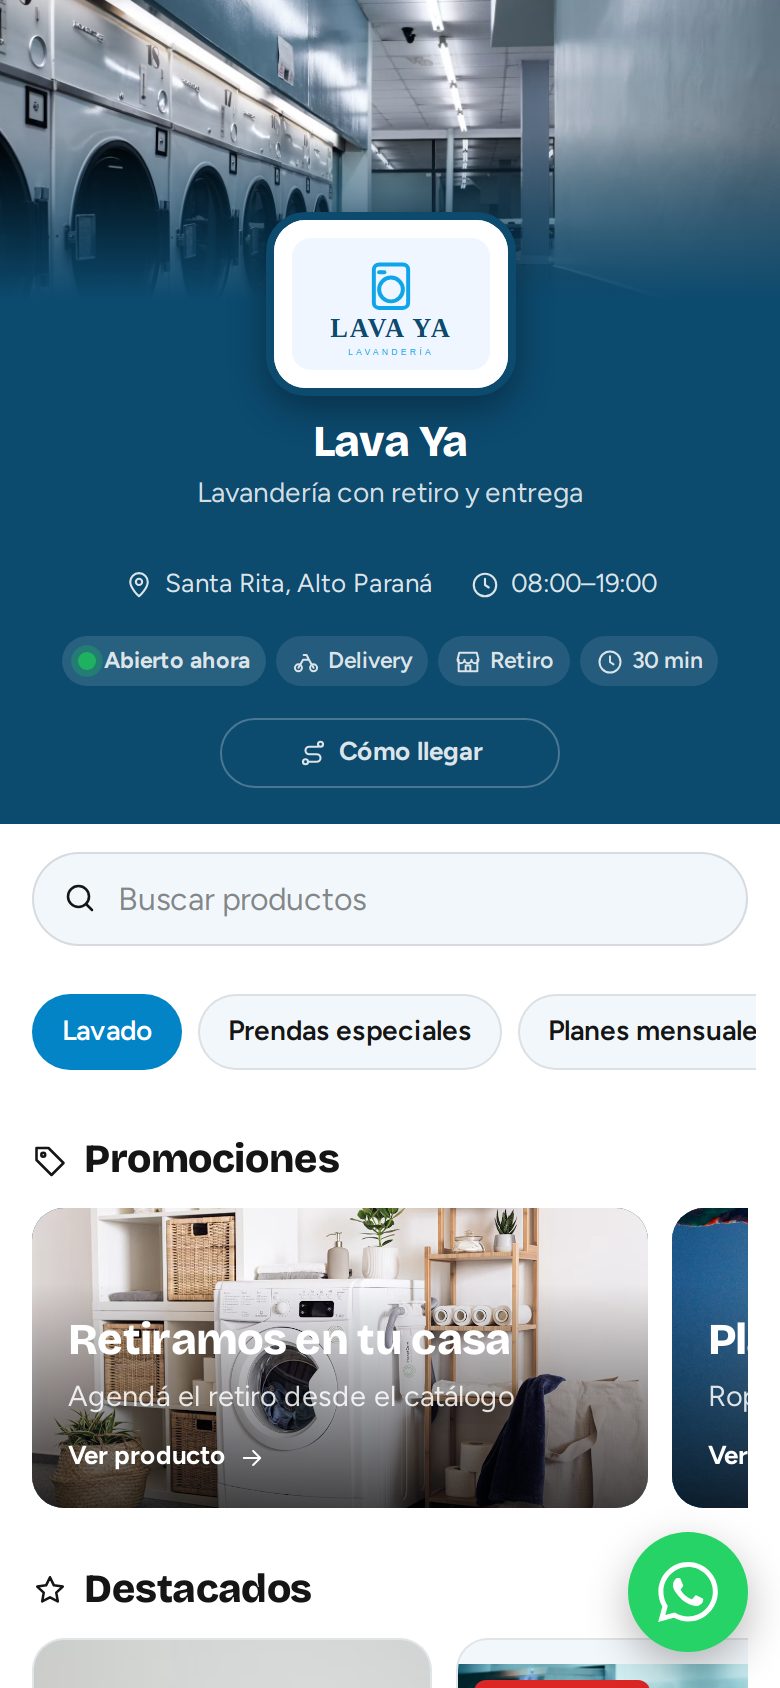 LAVA YA
LAVANDERÍA
Lava Ya
Lavandería con retiro y entrega
Santa Rita, Alto Paraná 08:00–19:00
Abierto ahora Delivery Retiro 30 min
Cómo llegar
Buscar productos
Lavado Prendas especiales Planes mensuale
Promociones
Retiramos en tu casa Pl
Agendá el retiro desde el catálogo Rop
Ver producto Ver
Destacados